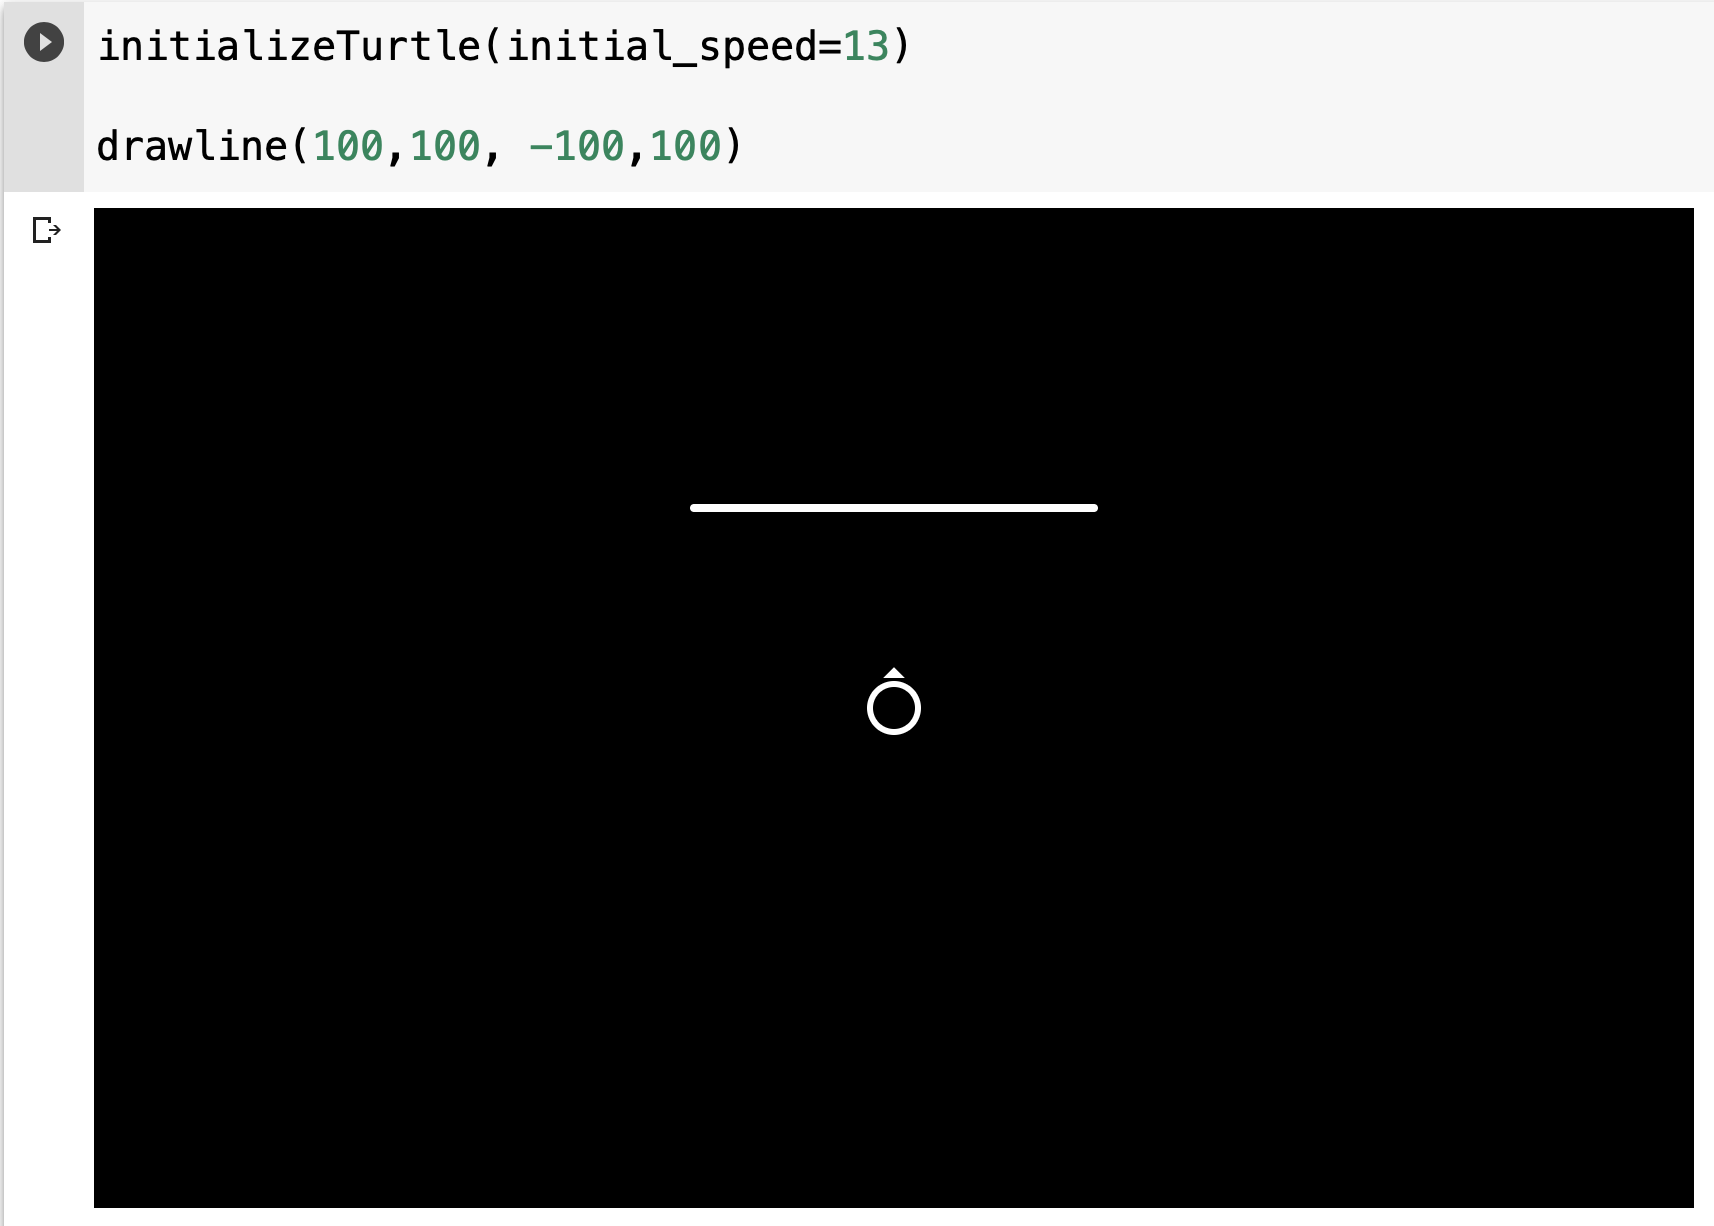 initializeTurtle(initial_speed=13)
drawline(100,100, -100,100)